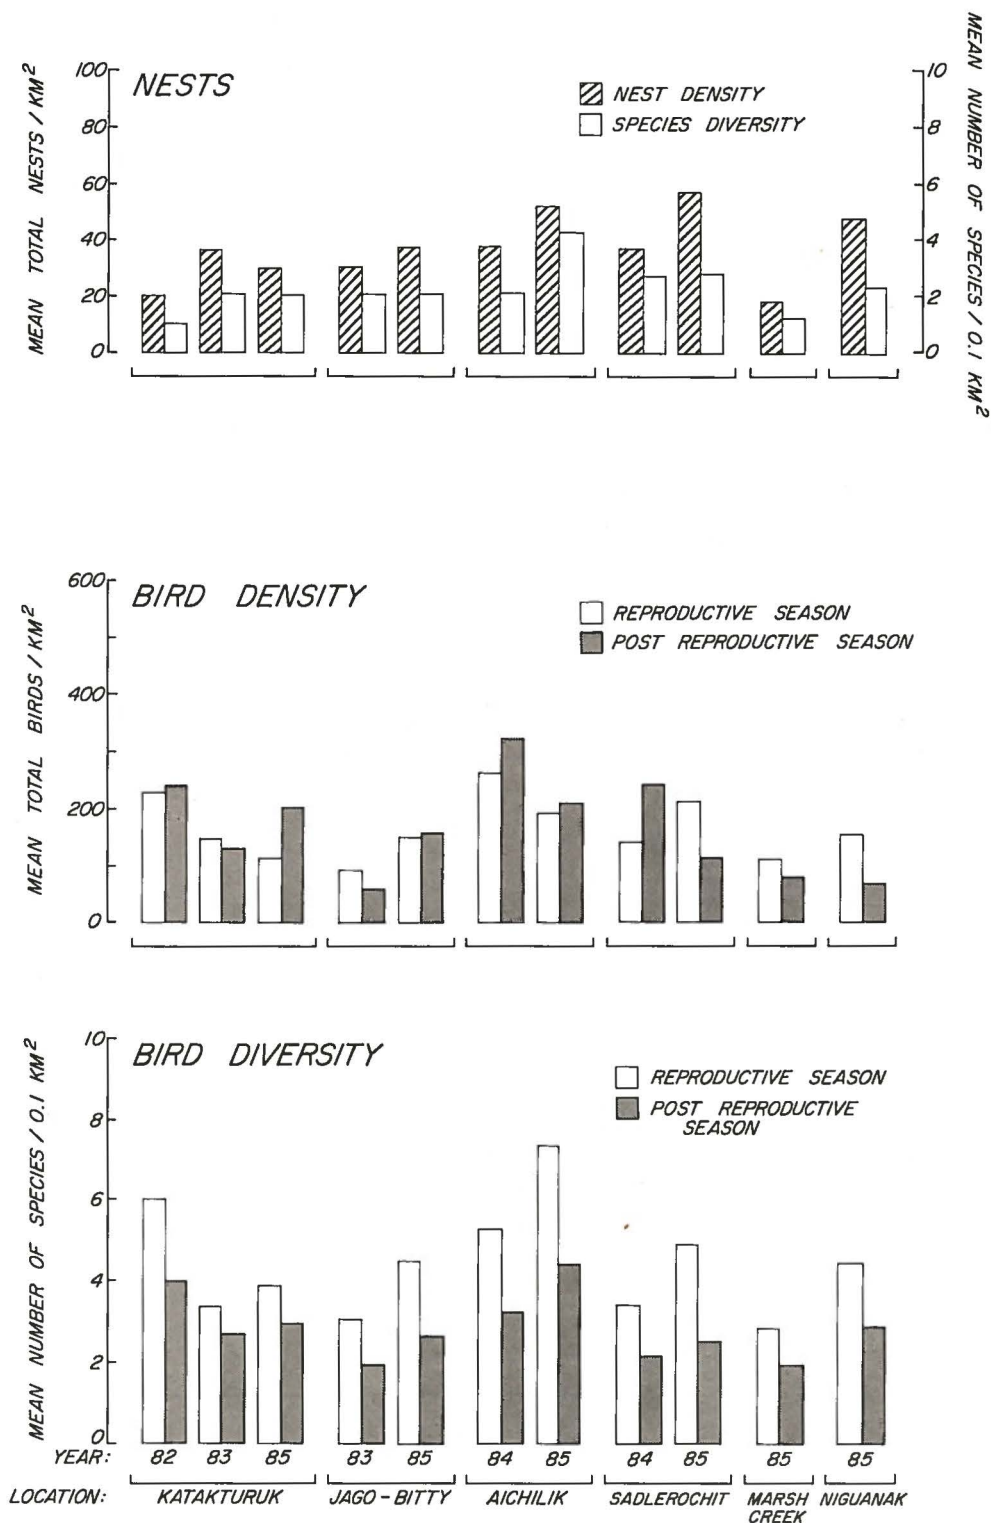 NESTS
MEAN TOTAL NESTS / KM²
100
80
60
40
20
0
NEST DENSITY
SPECIES DIVERSITY
10
8
6
4
2
0
MEAN NUMBER OF SPECIES / 0.1 KM²
BIRD DENSITY
MEAN TOTAL BIRDS / KM²
600
400
200
0
REPRODUCTIVE SEASON
POST REPRODUCTIVE SEASON
BIRD DIVERSITY
MEAN NUMBER OF SPECIES / 0.1 KM²
10
8
6
4
2
0
REPRODUCTIVE SEASON
POST REPRODUCTIVE
SEASON
YEAR: 82 83 85 83 85 84 85 84 85 85 85
LOCATION: KATAKTURUK JAGO-BITTY AICHILIK SADLEROCHIT MARSH NIGUANAK
CREEK